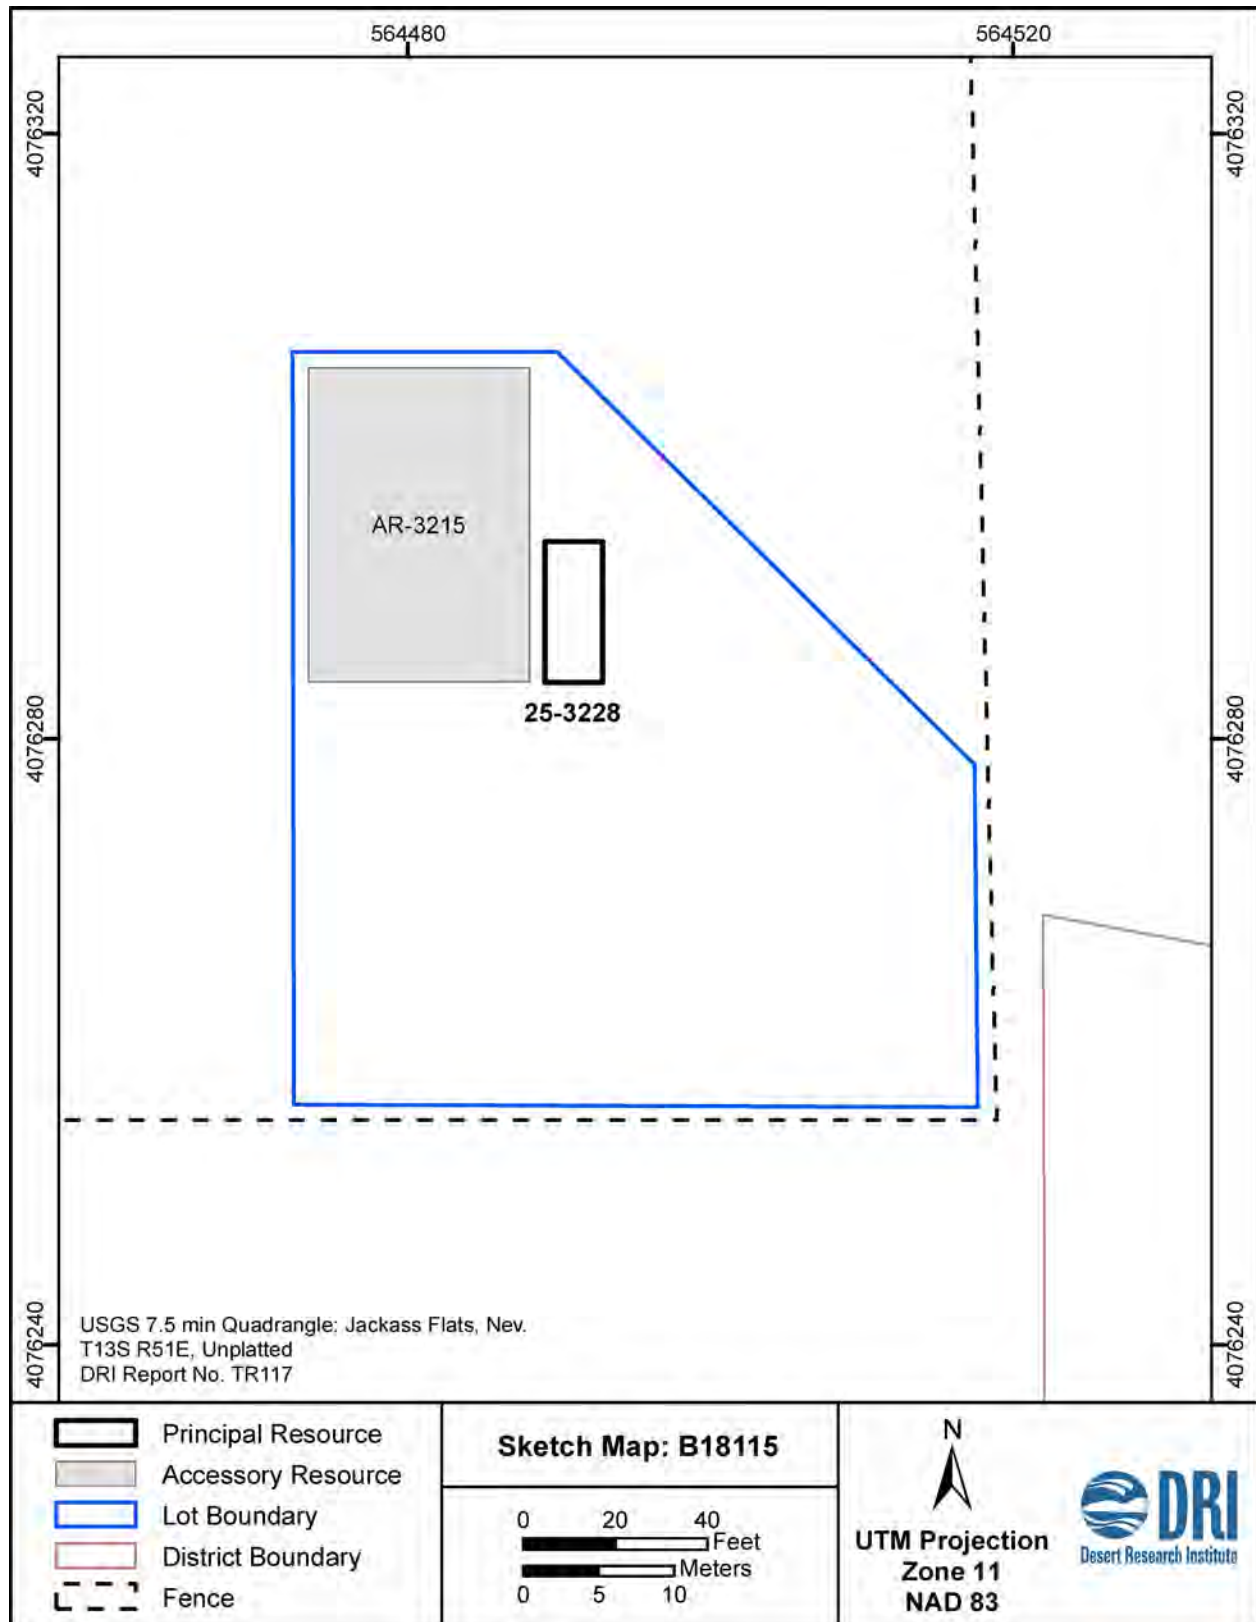 564480 564520
4076320 4076320
AR-3215
25-3228
4076280 4076280
4076240 4076240
USGS 7.5 min Quadrangle: Jackass Flats, Nev.
T13S R51E, Unplatted
DRI Report No. TR117
Principal Resource
Accessory Resource
Lot Boundary
District Boundary
Fence
Sketch Map: B18115
0 20 40
Feet
Meters
0 5 10
N
UTM Projection
Zone 11
NAD 83
DRI
Desert Research Institute